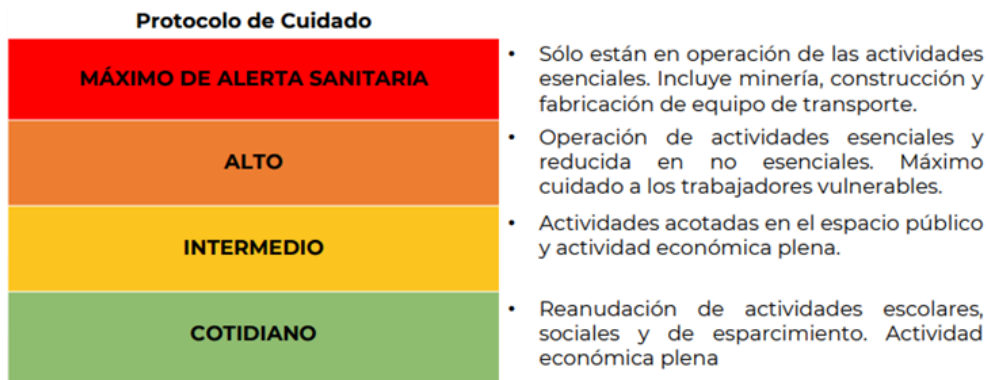 Protocolo de Cuidado
MÁXIMO DE ALERTA SANITARIA
• Sólo están en operación de las actividades
esenciales. Incluye minería, construcción y
fabricación de equipo de transporte.
ALTO
• Operación de actividades esenciales y
reducida en no esenciales. Máximo
cuidado a los trabajadores vulnerables.
INTERMEDIO
• Actividades acotadas en el espacio público
y actividad económica plena.
COTIDIANO
• Reanudación de actividades escolares,
sociales y de esparcimiento. Actividad
económica plena